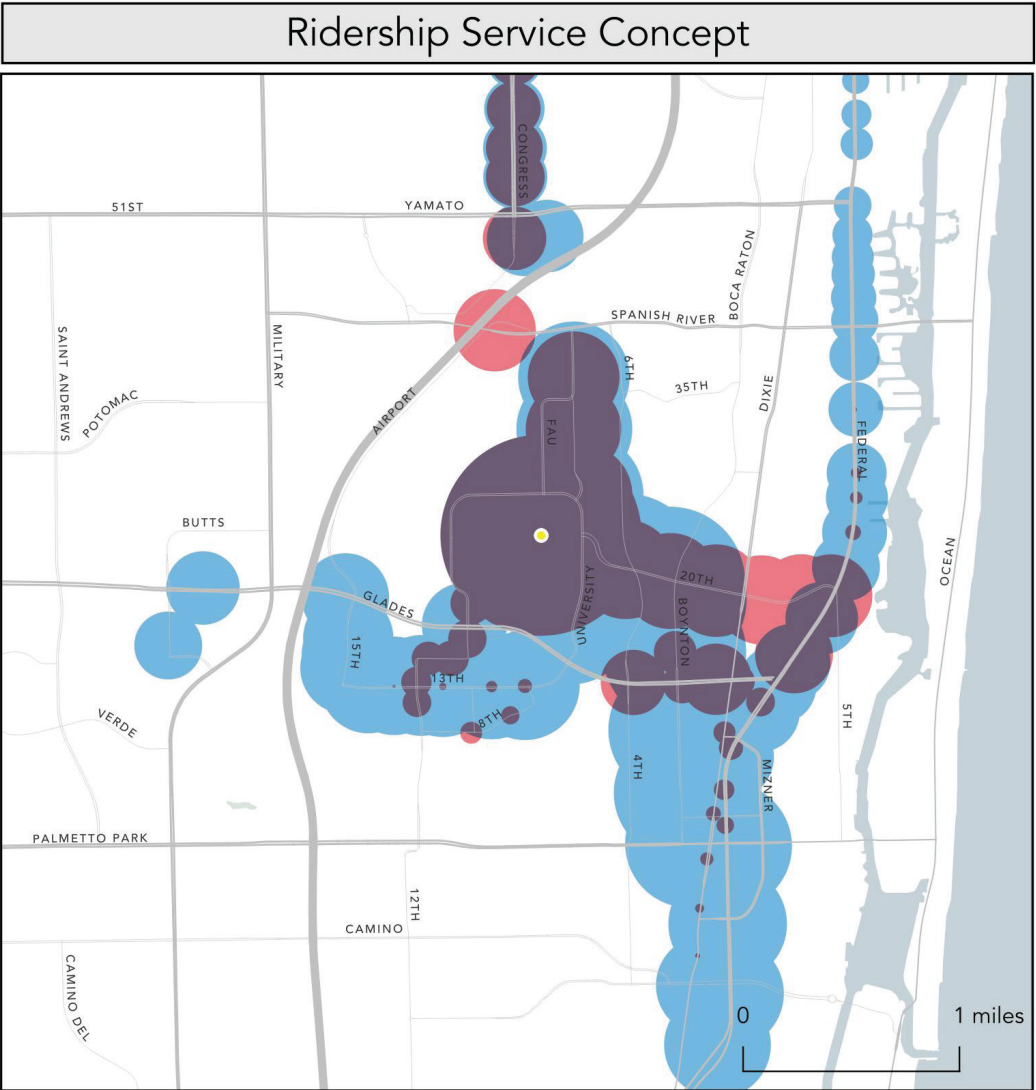 Ridership Service Concept
CONGRESS
51ST
YAMATO
BOCA RATON
SPANISH RIVER
SAINT ANDREWS
MILITARY
6TH
35TH
DIXIE
POTOMAC
AIRPORT
FAU
FEDERAL
BUTTS
OCEAN
20TH
GLADES
UNIVERSITY
BOYNTON
15TH
13TH
8TH
VERDE
5TH
4TH
MIZNER
PALMETTO PARK
12TH
CAMINO
CAMINO DEL
0
1 miles